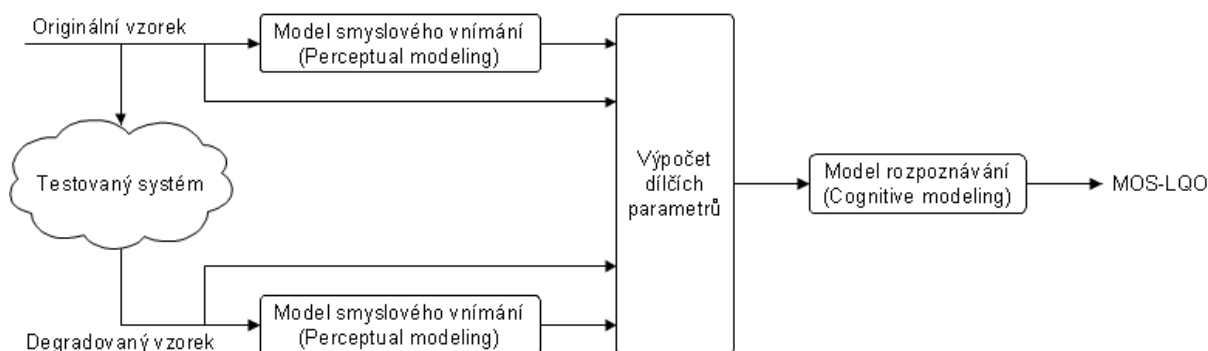 Originální vzorek
Model smyslového vnímání
(Perceptual modeling)
Testovaný systém
Výpočet
dílčích
parametrů
Model rozpoznávání
(Cognitive modeling)
MOS-LQO
Model smyslového vnímání
(Perceptual modeling)
Degradovaný vzorek